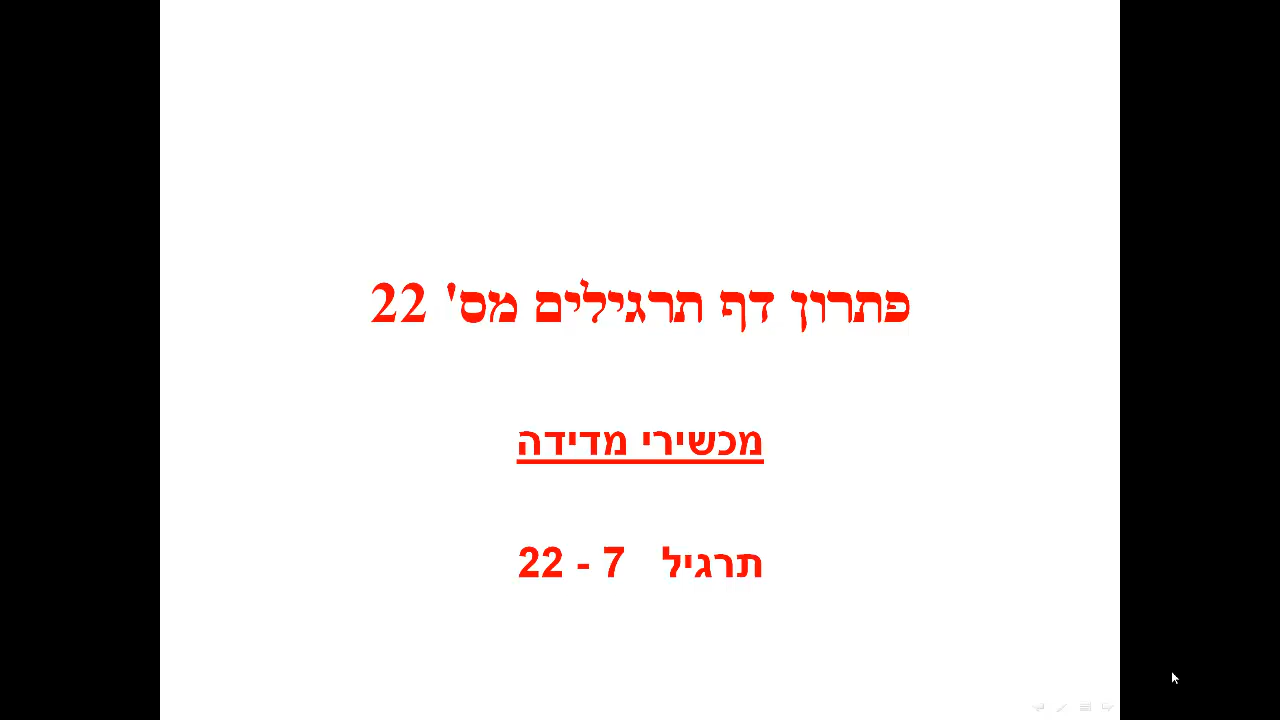 פתרון דף תרגילים מס' 22
מכשירי מדידה
תרגיל 7 - 22